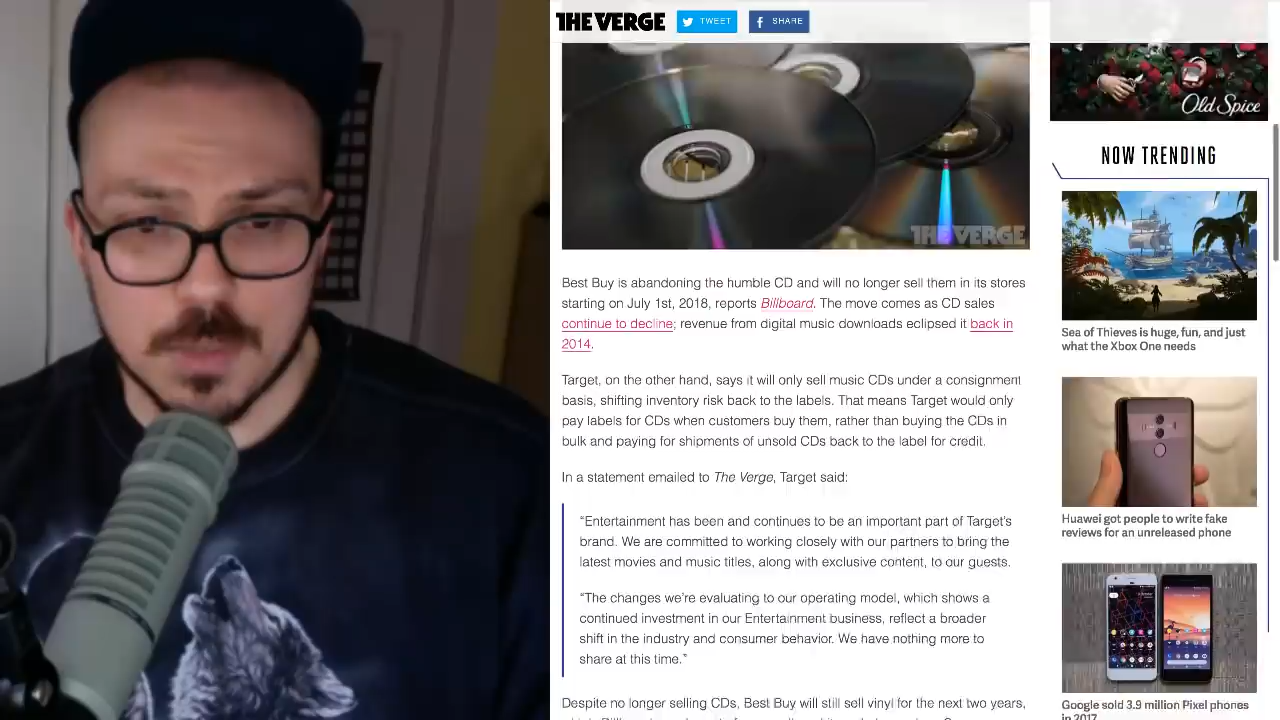 THE VERGE
TWEET
SHARE
Old Spice
THE VERGE
Best Buy is abandoning the humble CD and will no longer sell them in its stores
starting on July 1st, 2018, reports Billboard. The move comes as CD sales
continue to decline; revenue from digital music downloads eclipsed it back in
2014.
Target, on the other hand, says it will only sell music CDs under a consignment
basis, shifting inventory risk back to the labels. That means Target would only
pay labels for CDs when customers buy them, rather than buying the CDs in
bulk and paying for shipments of unsold CDs back to the label for credit.
In a statement emailed to The Verge, Target said:
“Entertainment has been and continues to be an important part of Target’s
brand. We are committed to working closely with our partners to bring the
latest movies and music titles, along with exclusive content, to our guests.
“The changes we’re evaluating to our operating model, which shows a
continued investment in our Entertainment business, reflect a broader
shift in the industry and consumer behavior. We have nothing more to
share at this time.”
Despite no longer selling CDs, Best Buy will still sell vinyl for the next two years,
NOW TRENDING
Sea of Thieves is huge, fun, and just
what the Xbox One needs
Huawei got people to write fake
reviews for an unreleased phone
Google sold 3.9 million Pixel phones
in 2017